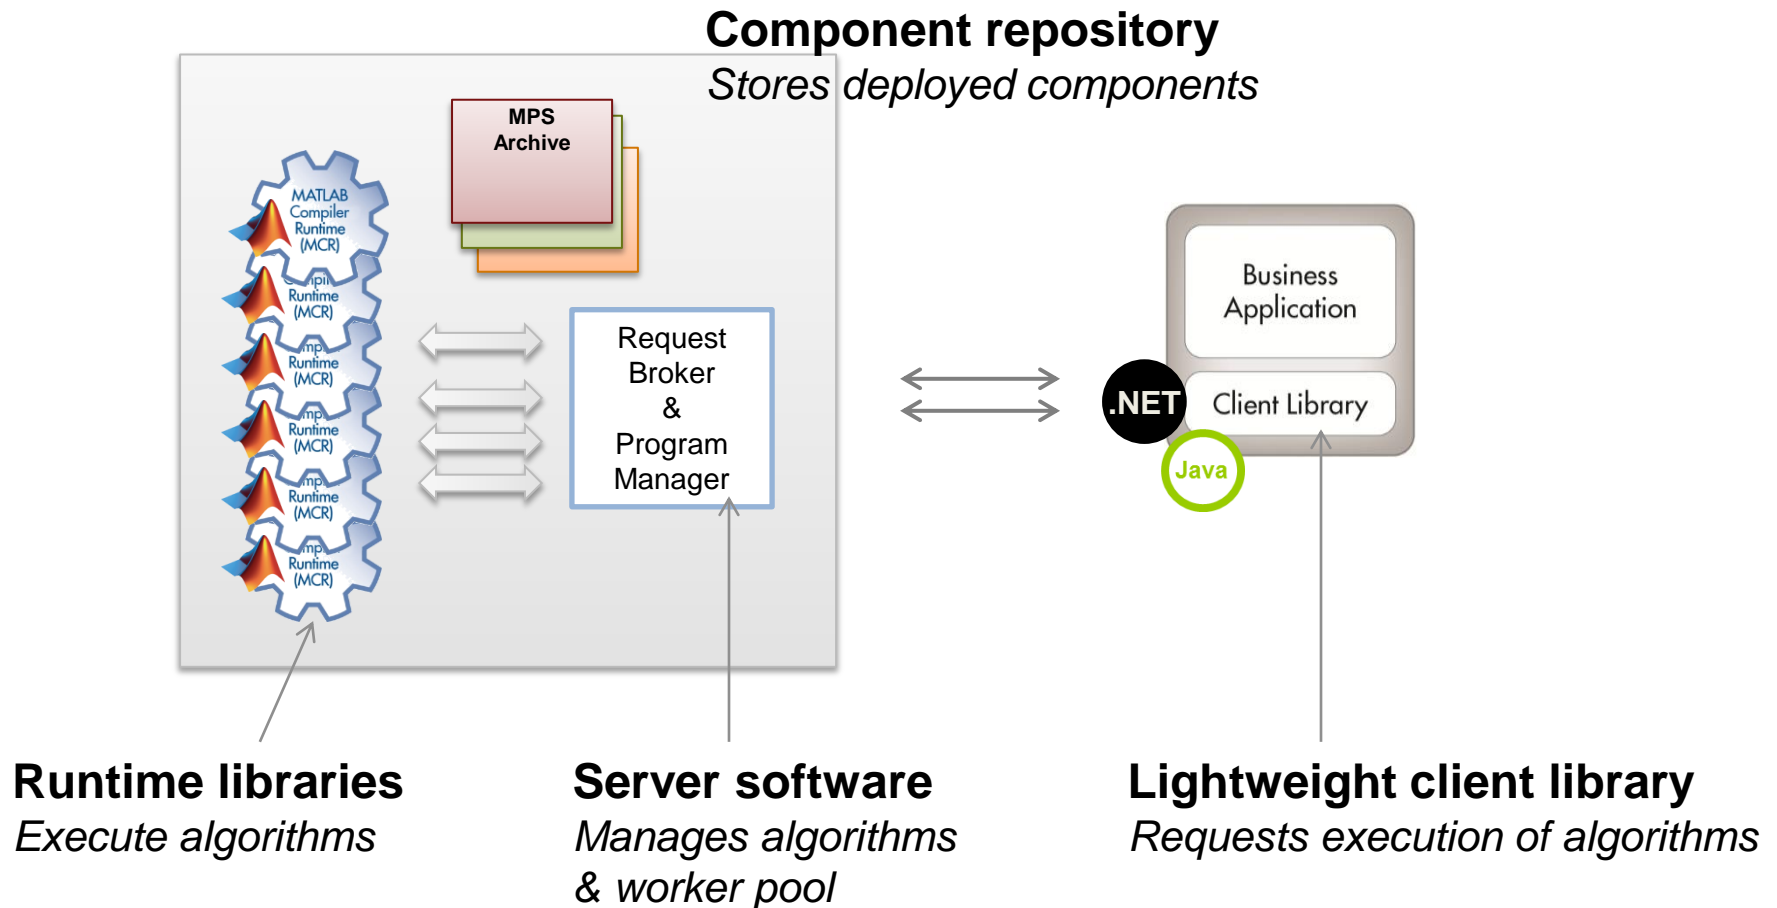 Component repository
Stores deployed components
MPS
Archive
MATLAB
Compiler
Runtime
(MCR)
Runtime
(MCR)
Runtime
(MCR)
Runtime
(MCR)
Runtime
(MCR)
Runtime
(MCR)
Request
Broker
&
Program
Manager
Business
Application
.NET
Client Library
Java
Runtime libraries
Execute algorithms
Server software
Manages algorithms
& worker pool
Lightweight client library
Requests execution of algorithms